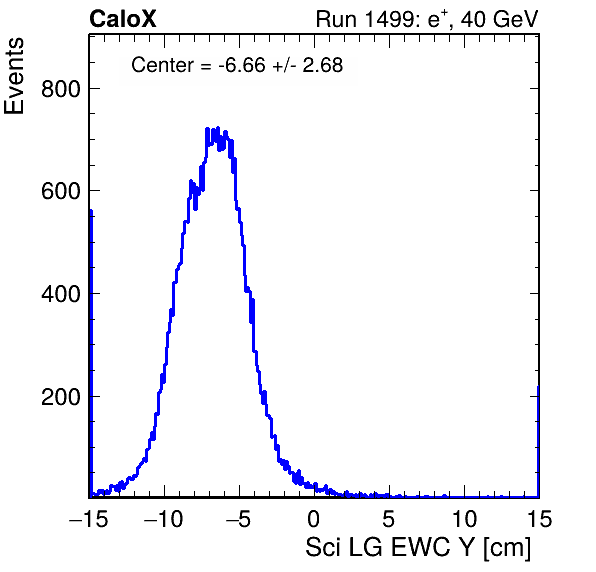 CaloX Run 1499: e⁺, 40 GeV
Events
Center = -6.66 +/- 2.68
800
600
400
200
−15 −10 −5 0 5 10 15
Sci LG EWC Y [cm]